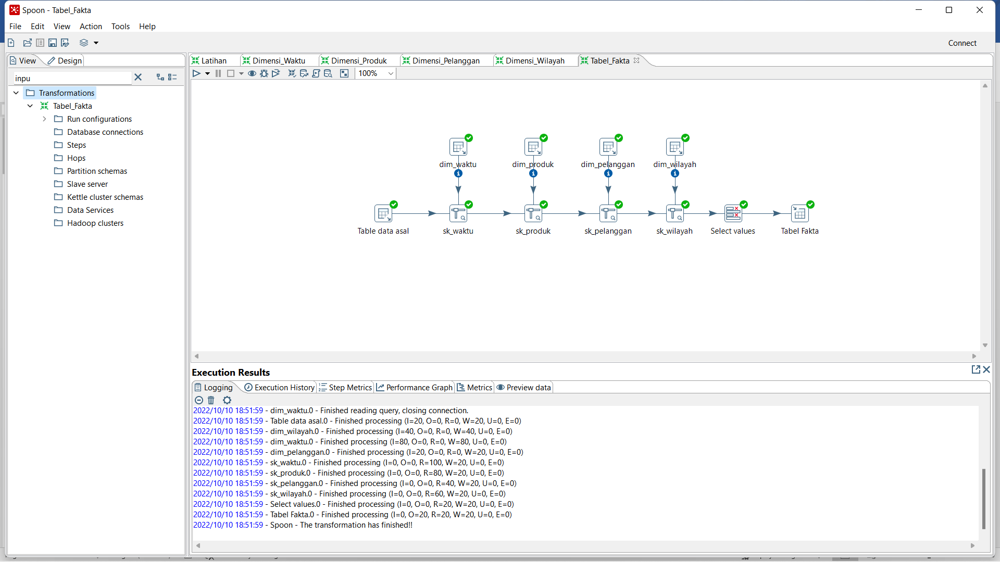 Spoon - Tabel_Fakta
File Edit View Action Tools Help
Connect
View Design
inpu
Transformations
Tabel_Fakta
Run configurations
Database connections
Steps
Hops
Partition schemas
Slave server
Kettle cluster schemas
Data Services
Hadoop clusters
Latihan Dimensi_Waktu Dimensi_Produk Dimensi_Pelanggan Dimensi_Wilayah Tabel_Fakta
100%
dim_waktu dim_produk dim_pelanggan dim_wilayah
Table data asal sk_waktu sk_produk sk_pelanggan sk_wilayah Select values Tabel Fakta
Execution Results
Logging Execution History Step Metrics Performance Graph Metrics Preview data
2022/10/10 18:51:59 - dim_waktu.0 - Finished reading query, closing connection.
2022/10/10 18:51:59 - Table data asal.0 - Finished processing (I=20, O=0, R=0, W=20, U=0, E=0)
2022/10/10 18:51:59 - dim_wilayah.0 - Finished processing (I=40, O=0, R=0, W=40, U=0, E=0)
2022/10/10 18:51:59 - dim_waktu.0 - Finished processing (I=80, O=0, R=0, W=80, U=0, E=0)
2022/10/10 18:51:59 - dim_pelanggan.0 - Finished processing (I=20, O=0, R=0, W=20, U=0, E=0)
2022/10/10 18:51:59 - sk_waktu.0 - Finished processing (I=0, O=0, R=100, W=20, U=0, E=0)
2022/10/10 18:51:59 - sk_produk.0 - Finished processing (I=0, O=0, R=80, W=20, U=0, E=0)
2022/10/10 18:51:59 - sk_pelanggan.0 - Finished processing (I=0, O=0, R=40, W=20, U=0, E=0)
2022/10/10 18:51:59 - sk_wilayah.0 - Finished processing (I=0, O=0, R=60, W=20, U=0, E=0)
2022/10/10 18:51:59 - Select values.0 - Finished processing (I=0, O=0, R=20, W=20, U=0, E=0)
2022/10/10 18:51:59 - Tabel Fakta.0 - Finished processing (I=0, O=20, R=20, W=20, U=0, E=0)
2022/10/10 18:51:59 - Spoon - The transformation has finished!!